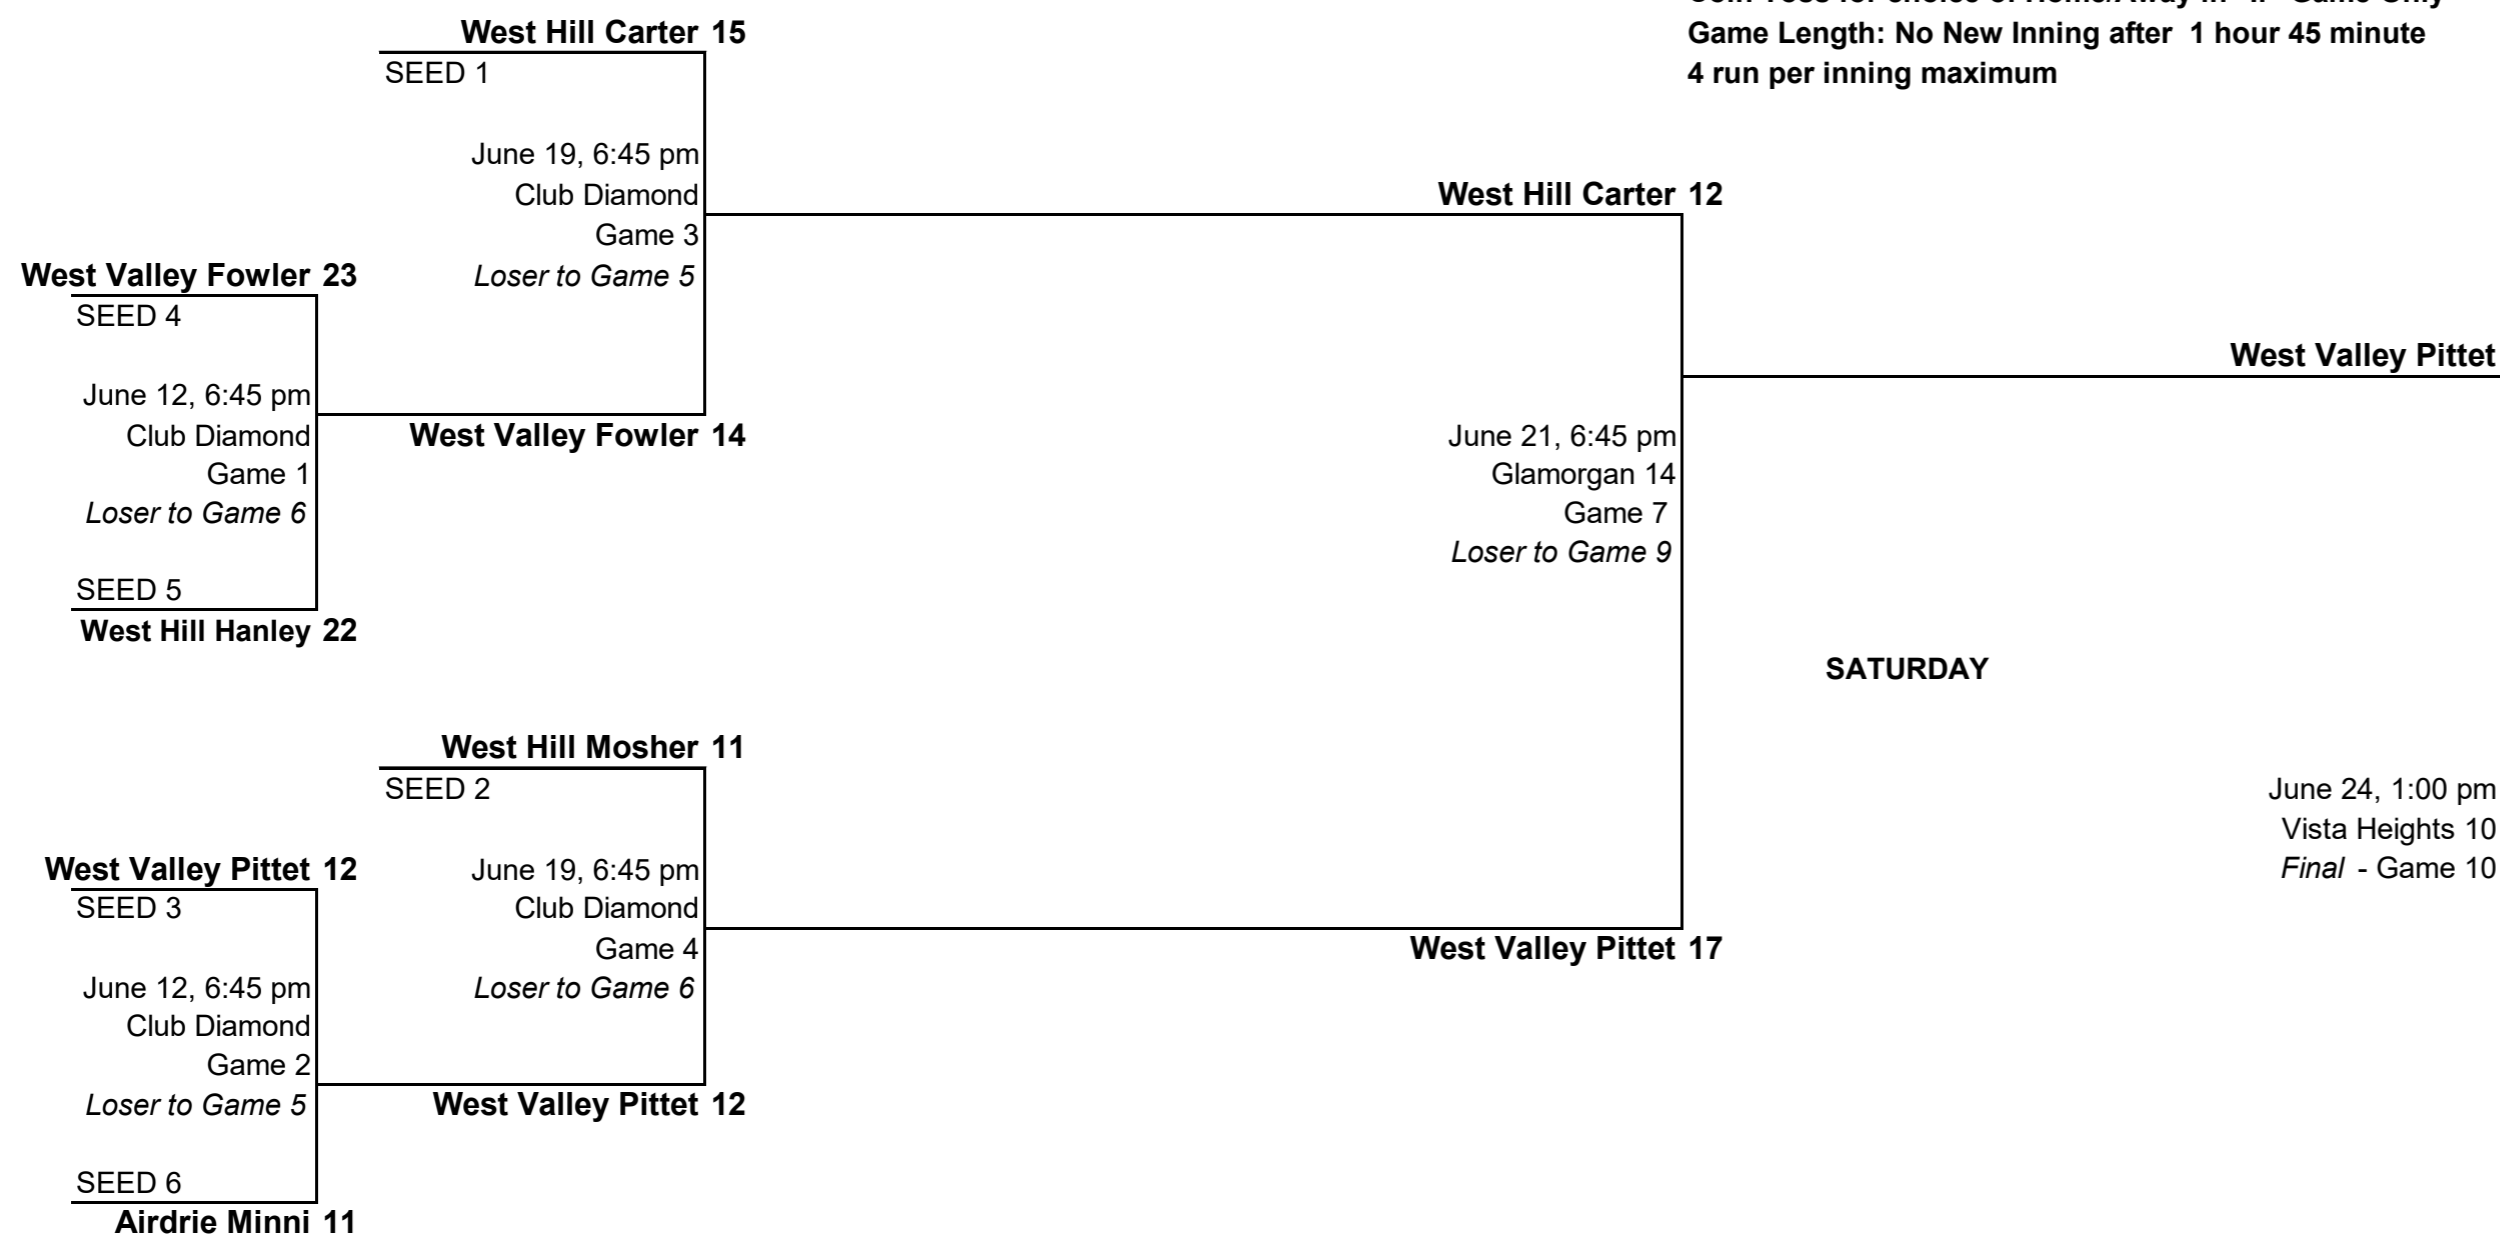 Game Length: No New Inning after 1 hour 45 minute
4 run per inning maximum
West Hill Carter 15
SEED 1
June 19, 6:45 pm
Club Diamond
Game 3
Loser to Game 5
West Valley Fowler 23
SEED 4
June 12, 6:45 pm
Club Diamond
Game 1
Loser to Game 6
SEED 5
West Hill Hanley 22
West Valley Fowler 14
West Hill Carter 12
June 21, 6:45 pm
Glamorgan 14
Game 7
Loser to Game 9
West Valley Pittet
SATURDAY
West Hill Mosher 11
SEED 2
June 19, 6:45 pm
Club Diamond
Game 4
Loser to Game 6
West Valley Pittet 12
SEED 3
June 12, 6:45 pm
Club Diamond
Game 2
Loser to Game 5
SEED 6
Airdrie Minni 11
West Valley Pittet 12
West Valley Pittet 17
June 24, 1:00 pm
Vista Heights 10
Final - Game 10